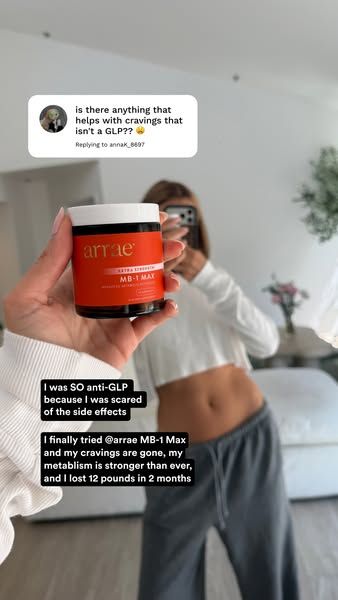 is there anything that
helps with cravings that
isn't a GLP?? 😩
Replying to annaK_8697
arrae
EXTRA STRENGTH
MB-1 MAX
I was SO anti-GLP
because I was scared
of the side effects
I finally tried @arrae MB-1 Max
and my cravings are gone, my
metablism is stronger than ever,
and I lost 12 pounds in 2 months